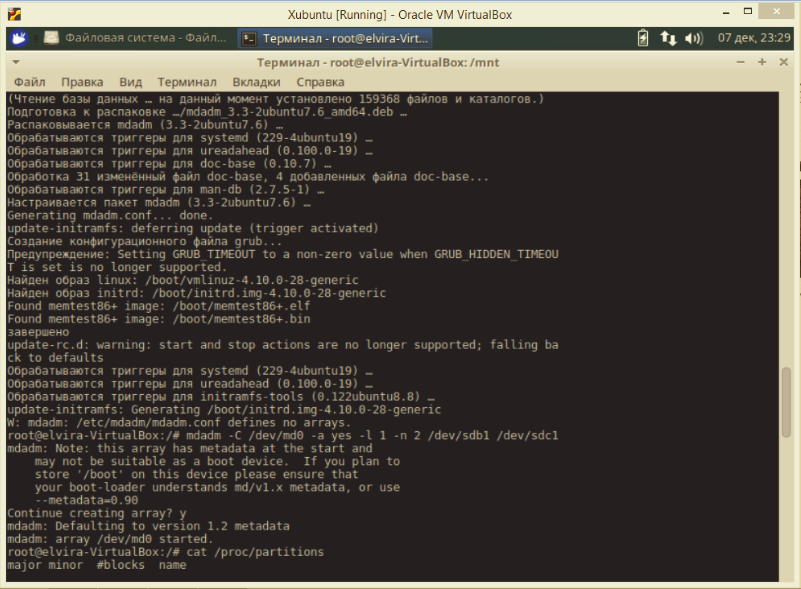 Xubuntu [Running] - Oracle VM VirtualBox
Файловая система - Файл...
Терминал - root@elvira-Virt...
07 дек, 23:29
Терминал - root@elvira-VirtualBox: /mnt
Файл Правка Вид Терминал Вкладки Справка
(Чтение базы данных … на данный момент установлено 159368 файлов и каталогов.)
Подготовка к распаковке …/mdadm_3.3-2ubuntu7.6_amd64.deb …
Распаковывается mdadm (3.3-2ubuntu7.6) …
Обрабатываются триггеры для systemd (229-4ubuntu19) …
Обрабатываются триггеры для ureadahead (0.100.0-19) …
Обрабатываются триггеры для doc-base (0.10.7) …
Обработка 31 изменённый файл doc-base, 4 добавленных файла doc-base...
Обрабатываются триггеры для man-db (2.7.5-1) …
Настраивается пакет mdadm (3.3-2ubuntu7.6) …
Generating mdadm.conf... done.
update-initramfs: deferring update (trigger activated)
Создание конфигурационного файла grub...
Предупреждение: Setting GRUB_TIMEOUT to a non-zero value when GRUB_HIDDEN_TIMEOU
T is set is no longer supported.
Найден образ linux: /boot/vmlinuz-4.10.0-28-generic
Найден образ initrd: /boot/initrd.img-4.10.0-28-generic
Found memtest86+ image: /boot/memtest86+.elf
Found memtest86+ image: /boot/memtest86+.bin
завершено
update-rc.d: warning: start and stop actions are no longer supported; falling ba
ck to defaults
Обрабатываются триггеры для systemd (229-4ubuntu19) …
Обрабатываются триггеры для ureadahead (0.100.0-19) …
Обрабатываются триггеры для initramfs-tools (0.122ubuntu8.8) …
update-initramfs: Generating /boot/initrd.img-4.10.0-28-generic
W: mdadm: /etc/mdadm/mdadm.conf defines no arrays.
root@elvira-VirtualBox:/# mdadm -C /dev/md0 -a yes -l 1 -n 2 /dev/sdb1 /dev/sdc1
mdadm: Note: this array has metadata at the start and
may not be suitable as a boot device.  If you plan to
store '/boot' on this device please ensure that
your boot-loader understands md/v1.x metadata, or use
--metadata=0.90
Continue creating array? y
mdadm: Defaulting to version 1.2 metadata
mdadm: array /dev/md0 started.
root@elvira-VirtualBox:/# cat /proc/partitions
major minor  #blocks  name